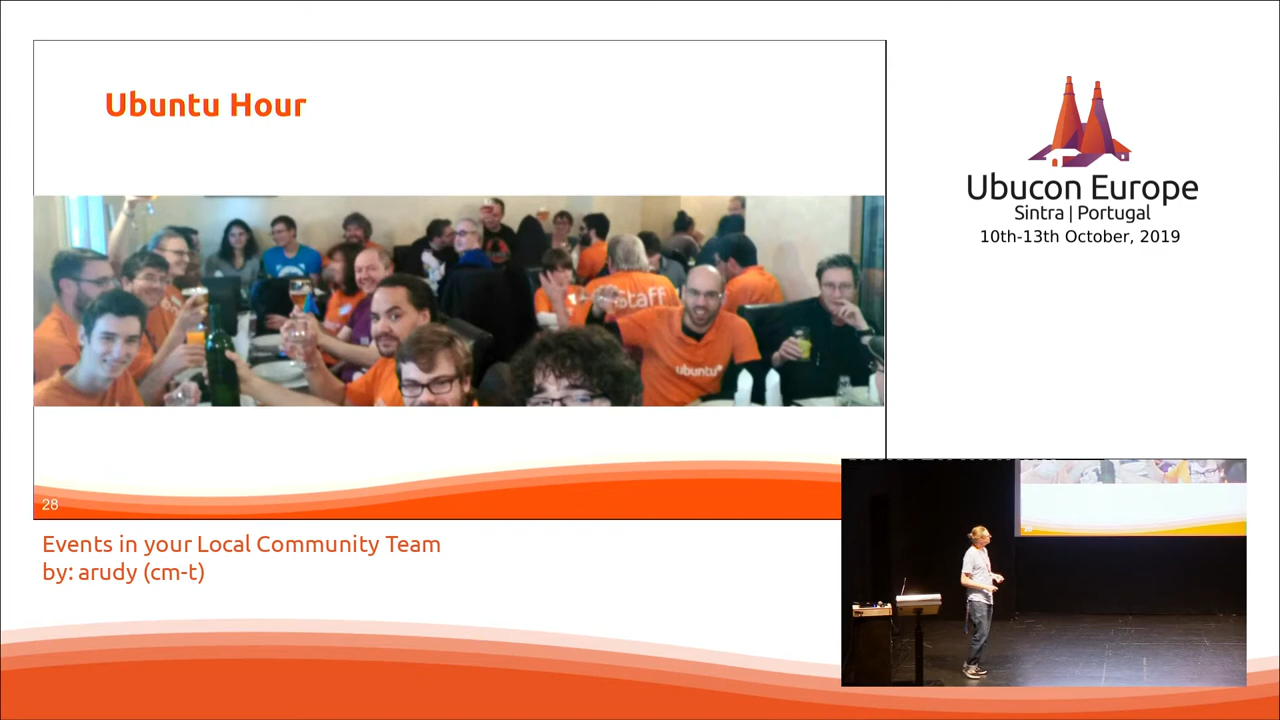 Ubuntu Hour
Staff
ubuntu
28
Events in your Local Community Team
by: arudy (cm-t)
Ubucon Europe
Sintra | Portugal
10th-13th October, 2019